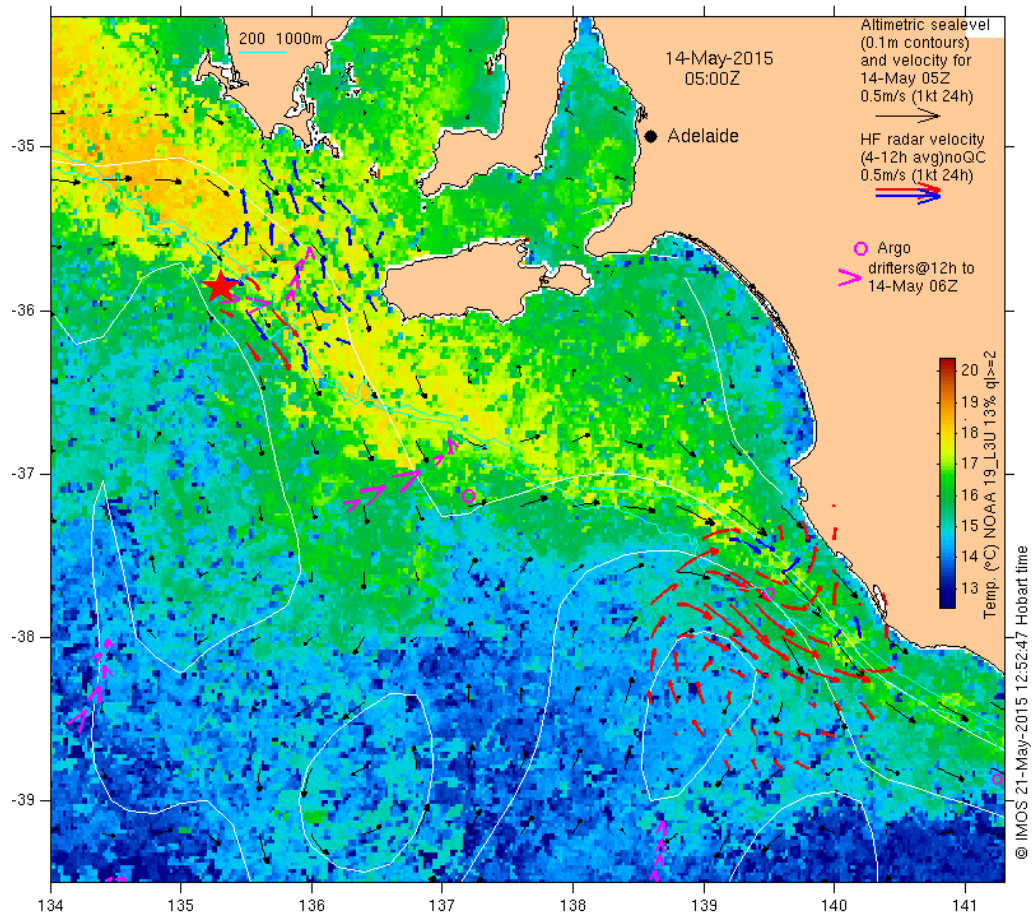 200 1000m
14-May-2015
05:00Z
Altimetric sealevel
(0.1m contours)
and velocity for
14-May 05Z
0.5m/s (1kt 24h)
HF radar velocity
(4-12h avg)noQC
0.5m/s (1kt 24h)
Argo
drifters@12h to
14-May 06Z
Adelaide
-35
-36
-37
-38
-39
134
135
136
137
138
139
140
141
20
19
18
17
16
15
14
13
Temp. (°C) NOAA 19_L3U 13% ql>=2
© IMOS 21-May-2015 12:52:47 Hobart time